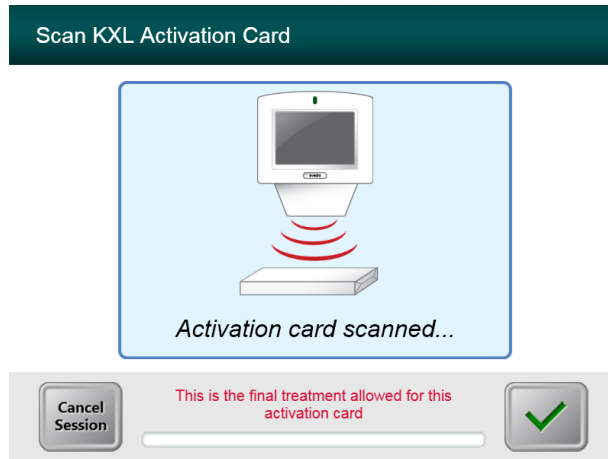 Scan KXL Activation Card
Activation card scanned...
Cancel
Session
This is the final treatment allowed for this
activation card